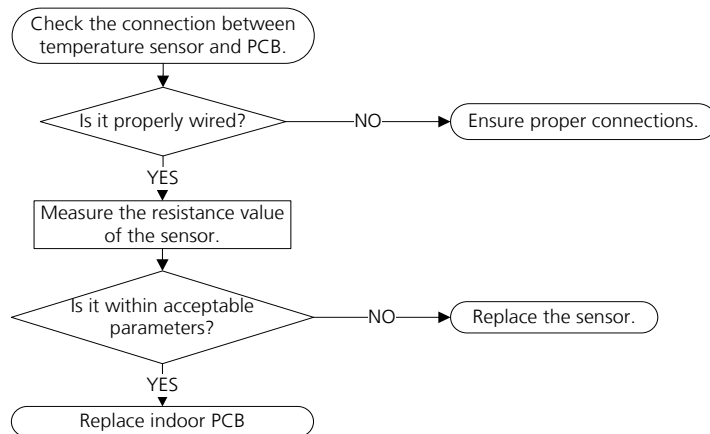 Check the connection between
temperature sensor and PCB.
Is it properly wired?
NO
Ensure proper connections.
YES
Measure the resistance value
of the sensor.
Is it within acceptable
parameters?
NO
Replace the sensor.
YES
Replace indoor PCB